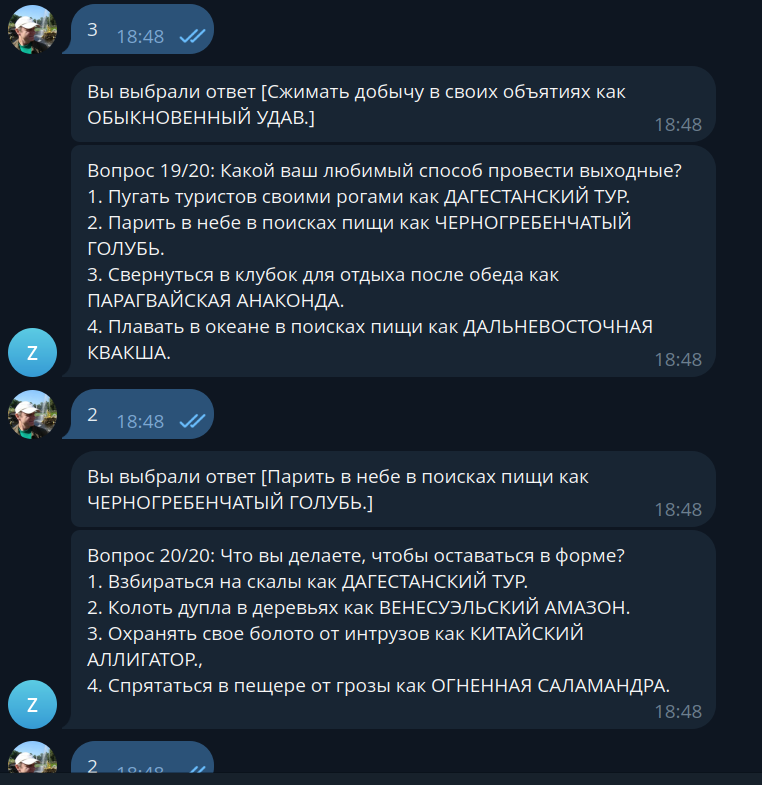 3 18:48
Вы выбрали ответ [Сжимать добычу в своих объятиях как
ОБЫКНОВЕННЫЙ УДАВ.]
18:48
Вопрос 19/20: Какой ваш любимый способ провести выходные?
1. Пугать туристов своими рогами как ДАГЕСТАНСКИЙ ТУР.
2. Парить в небе в поисках пищи как ЧЕРНОГРЕБЕНЧАТЫЙ
ГОЛУБЬ.
3. Свернуться в клубок для отдыха после обеда как
ПАРАГВАЙСКАЯ АНАКОНДА.
4. Плавать в океане в поисках пищи как ДАЛЬНЕВОСТОЧНАЯ
КВАКША.
Z
18:48
2 18:48
Вы выбрали ответ [Парить в небе в поисках пищи как
ЧЕРНОГРЕБЕНЧАТЫЙ ГОЛУБЬ.]
18:48
Вопрос 20/20: Что вы делаете, чтобы оставаться в форме?
1. Взбираться на скалы как ДАГЕСТАНСКИЙ ТУР.
2. Колоть дупла в деревьях как ВЕНЕСУЭЛЬСКИЙ АМАЗОН.
3. Охранять свое болото от интрузов как КИТАЙСКИЙ
АЛЛИГАТОР.,
4. Спрятаться в пещере от грозы как ОГНЕННАЯ САЛАМАНДРА.
Z
18:48
2 18:48